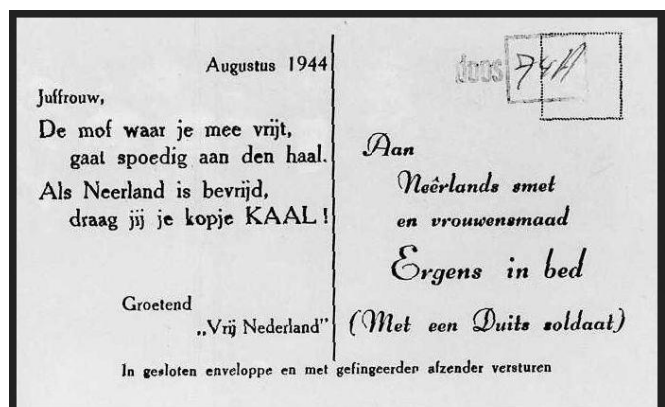 Augustus 1944
Juffrouw,
De mof waar je mee vrijt,
gaat spoedig aan den haal.
Als Neerland is bevrijd,
draag jij je kopje KAAL!
Groetend
„Vrij Nederland”
doos 74A
Aan
Neêrlands smet
en vrouwensmaad
Ergens in bed
(Met een Duits soldaat)
In gesloten enveloppe en met gefingeerden afzender versturen